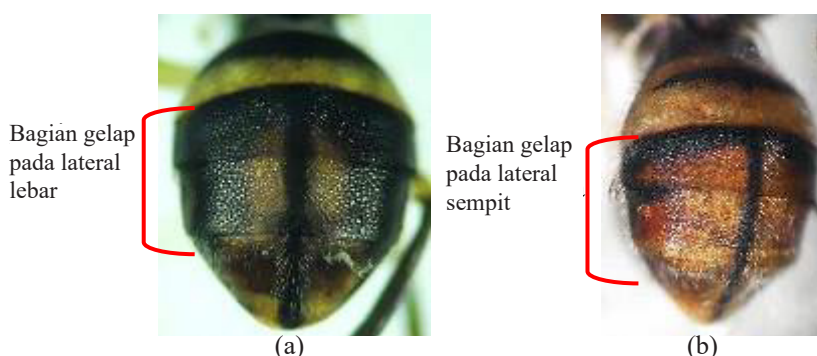 Bagian gelap
pada lateral
lebar
Bagian gelap
pada lateral
sempit
(a)
(b)